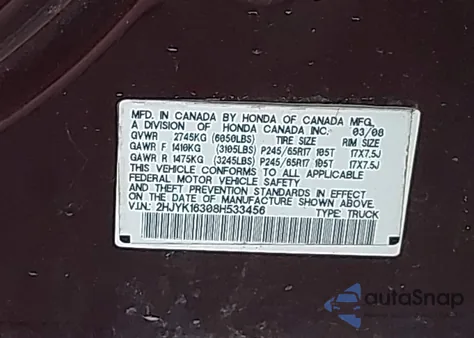 MFD. IN CANADA BY HONDA OF CANADA MFG.,
A DIVISION OF HONDA CANADA INC. 03/08
GVWR 2745KG (6050LBS) TIRE SIZE RIM SIZE
GAWR F 1410KG (3105LBS) P245/65R17 105T 17X7.5J
GAWR R 1475KG (3245LBS) P245/65R17 105T 17X7.5J
THIS VEHICLE CONFORMS TO ALL APPLICABLE
FEDERAL MOTOR VEHICLE SAFETY
AND THEFT PREVENTION STANDARDS IN EFFECT
ON THE DATE OF MANUFACTURE SHOWN ABOVE.
V.I.N.: 2HJYK16308H533456 TYPE: TRUCK
autoSnap